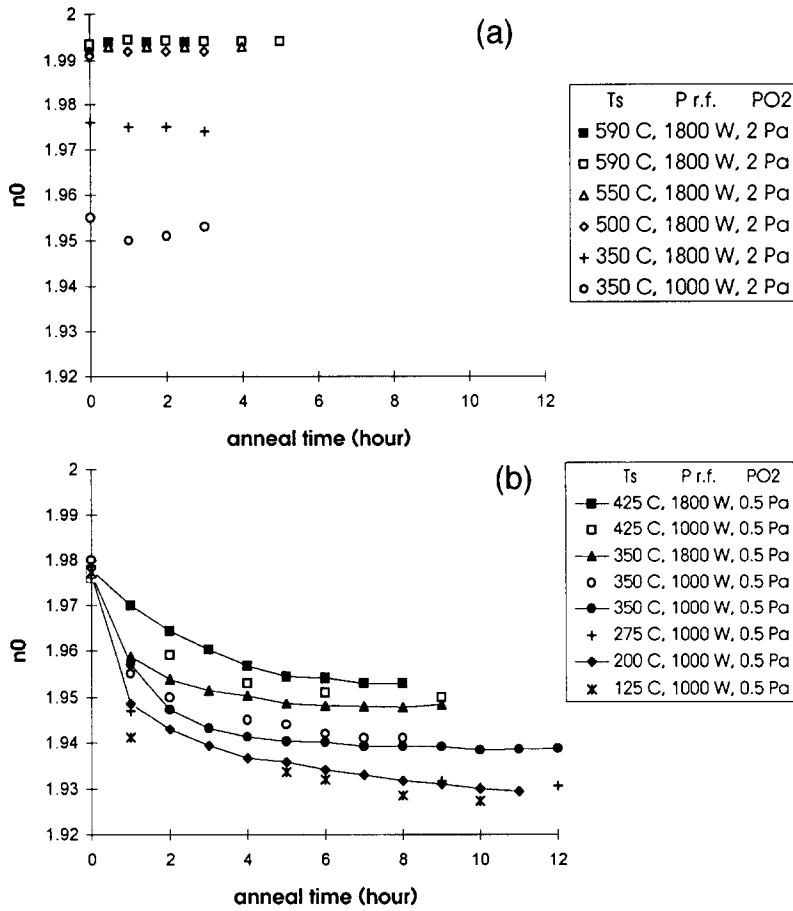 (a)
2
1.99
1.98
1.97
1.96
1.95
1.94
1.93
1.92
n0
0 2 4 6 8 10 12
anneal time (hour)
Ts P r.f. PO2
590 C, 1800 W, 2 Pa
590 C, 1800 W, 2 Pa
550 C, 1800 W, 2 Pa
500 C, 1800 W, 2 Pa
350 C, 1800 W, 2 Pa
350 C, 1000 W, 2 Pa
(b)
2
1.99
1.98
1.97
1.96
1.95
1.94
1.93
1.92
n0
0 2 4 6 8 10 12
anneal time (hour)
Ts P r.f. PO2
425 C, 1800 W, 0.5 Pa
425 C, 1000 W, 0.5 Pa
350 C, 1800 W, 0.5 Pa
350 C, 1000 W, 0.5 Pa
350 C, 1000 W, 0.5 Pa
275 C, 1000 W, 0.5 Pa
200 C, 1000 W, 0.5 Pa
125 C, 1000 W, 0.5 Pa